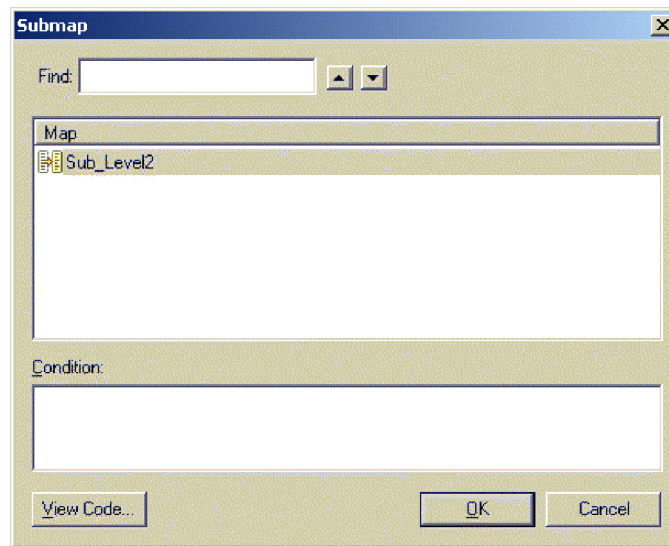 Submap
Find:
Map
Sub_Level2
Condition:
View Code...
OK
Cancel